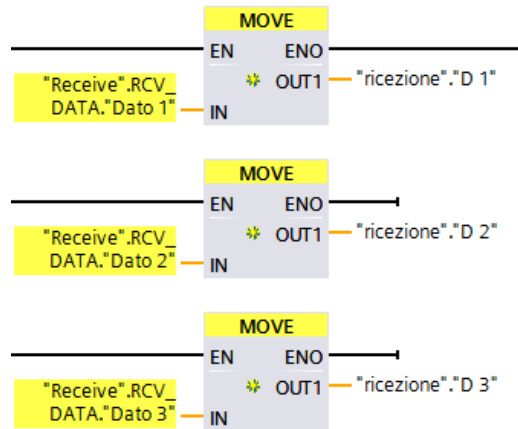 MOVE
EN ENO
"Receive".RCV_
DATA."Dato 1" IN
OUT1 "ricezione"."D 1"
MOVE
EN ENO
"Receive".RCV_
DATA."Dato 2" IN
OUT1 "ricezione"."D 2"
MOVE
EN ENO
"Receive".RCV_
DATA."Dato 3" IN
OUT1 "ricezione"."D 3"